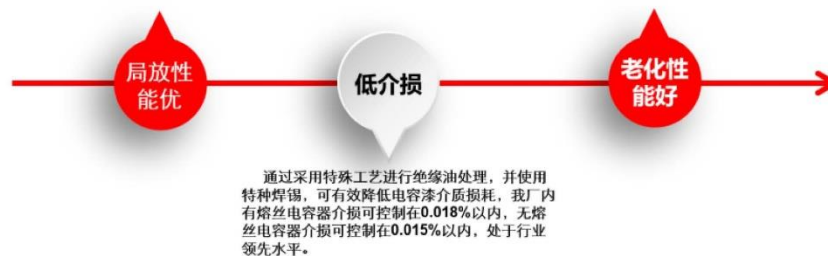 局放性
能优
低介损
老化性
能好
通过采用特殊工艺进行绝缘油处理，并使用
特种焊锡，可有效降低电容漆介质损耗，我厂内
有熔丝电容器介损可控制在0.018%以内，无熔
丝电容器介损可控制在0.015%以内，处于行业
领先水平。